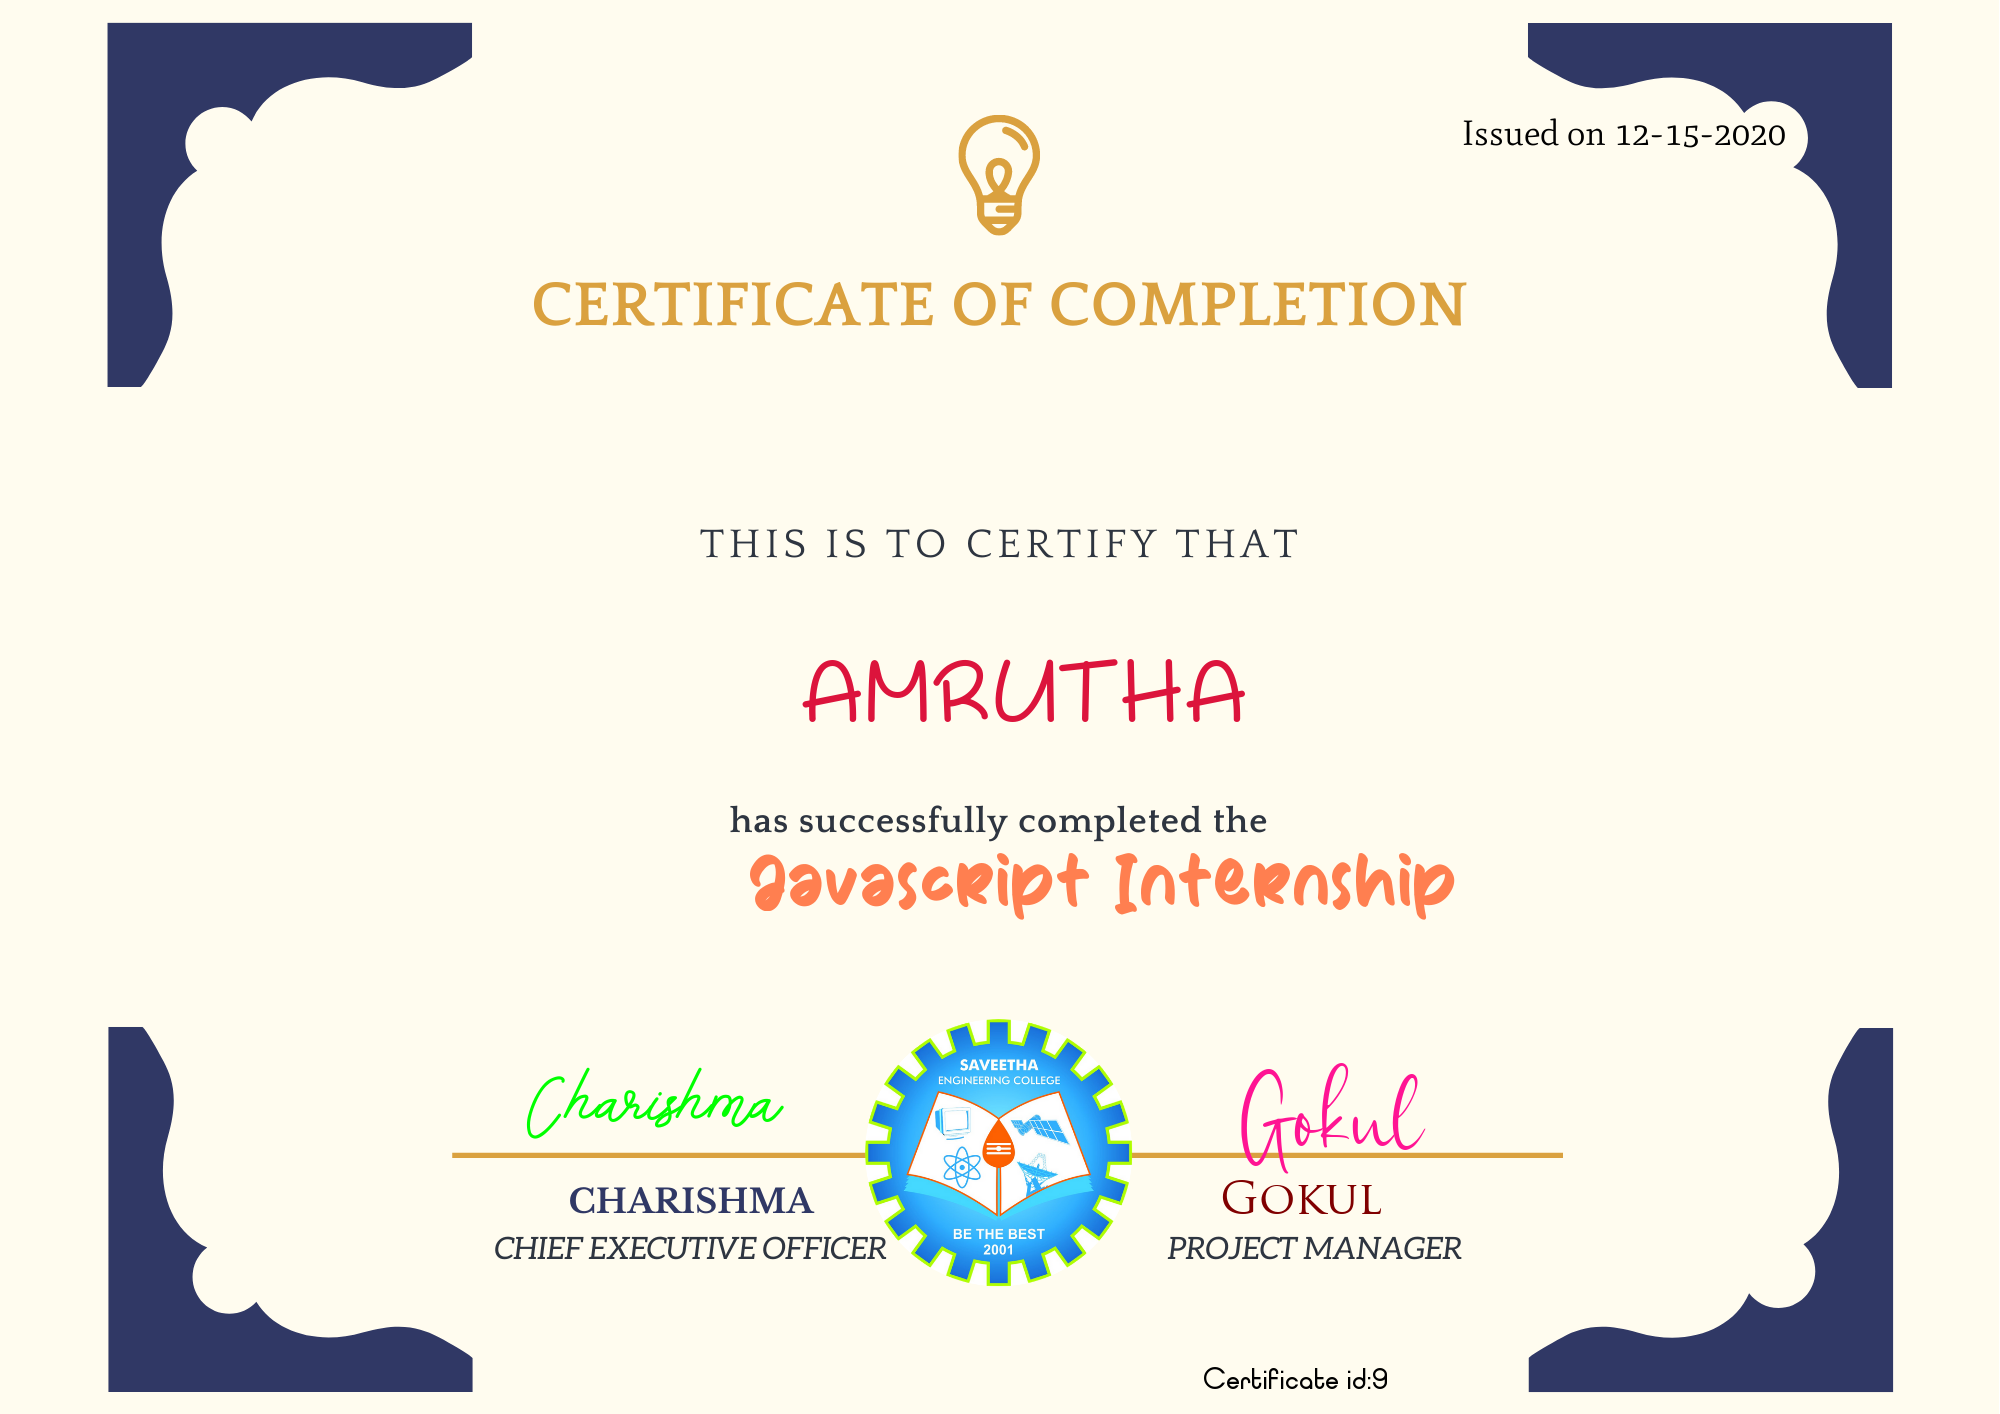 Issued on 12-15-2020
CERTIFICATE OF COMPLETION
THIS IS TO CERTIFY THAT
AMRUTHA
has successfully completed the
Javascript Internship
SAVEETHA
ENGINEERING COLLEGE
BE THE BEST
2001
Charishma
CHARISHMA
CHIEF EXECUTIVE OFFICER
Gokul
GOKUL
PROJECT MANAGER
Certificate id:9